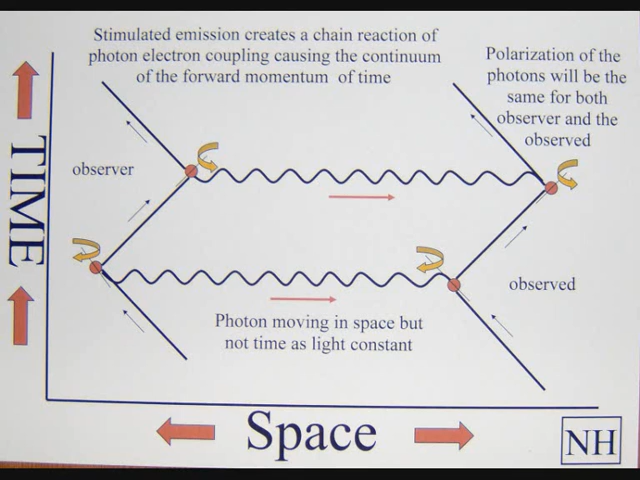 Stimulated emission creates a chain reaction of
photon electron coupling causing the continuum
of the forward momentum of time
Polarization of the
photons will be the
same for both
observer and the
observed
observer
TIME
observed
Photon moving in space but
not time as light constant
Space
NH